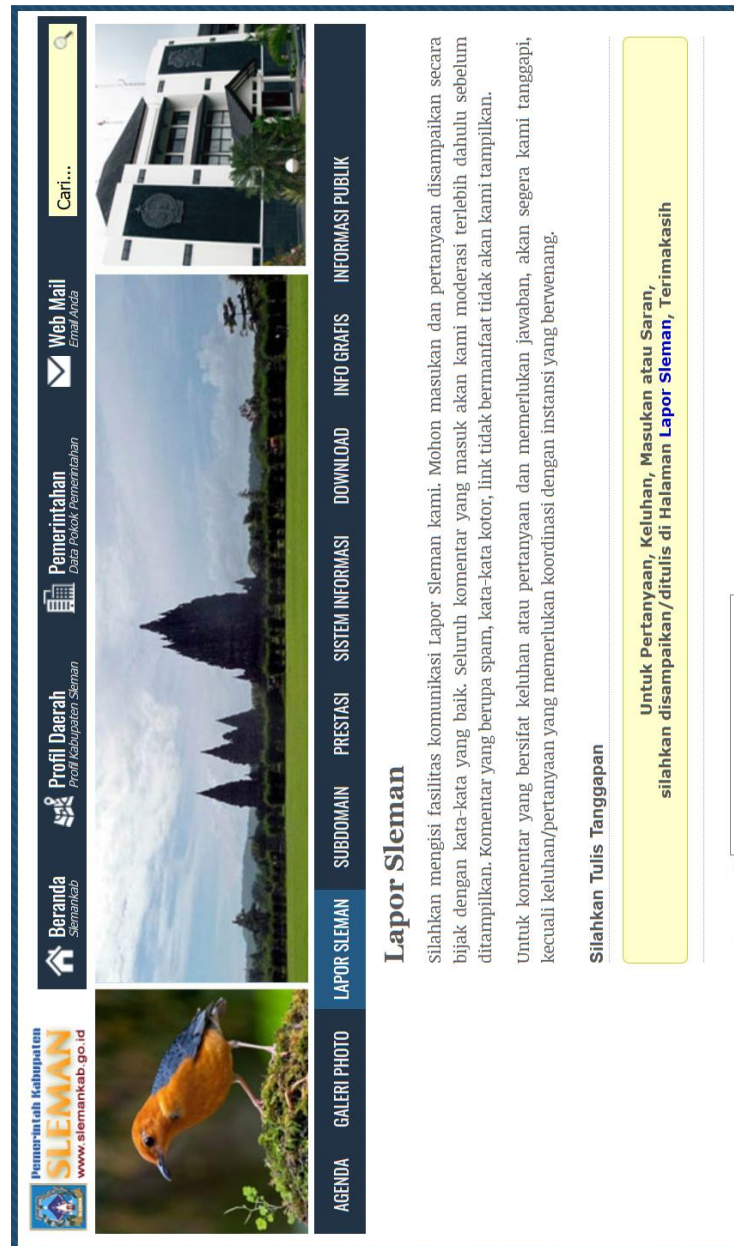 Pemerintah Kabupaten
SLEMAN
www.slemankab.go.id
Beranda
Slemankab
Profil Daerah
Profil Kabupaten Sleman
Pemerintahan
Data Pokok Pemerintahan
Web Mail
Email Anda
Cari...
AGENDA GALERI PHOTO LAPOR SLEMAN SUBDOMAIN PRESTASI SISTEM INFORMASI DOWNLOAD INFO GRAFIS INFORMASI PUBLIK
Lapor Sleman
Silahkan mengisi fasilitas komunikasi Lapor Sleman kami. Mohon masukan dan pertanyaan disampaikan secara
bijak dengan kata-kata yang baik. Seluruh komentar yang masuk akan kami moderasi terlebih dahulu sebelum
ditampilkan. Komentar yang berupa spam, kata-kata kotor, link tidak bermanfaat tidak akan kami tampilkan.
Untuk komentar yang bersifat keluhan atau pertanyaan dan memerlukan jawaban, akan segera kami tanggapi,
kecuali keluhan/pertanyaan yang memerlukan koordinasi dengan instansi yang berwenang.
Silahkan Tulis Tanggapan
Untuk Pertanyaan, Keluhan, Masukan atau Saran,
silahkan disampaikan/ditulis di Halaman Lapor Sleman, Terimakasih